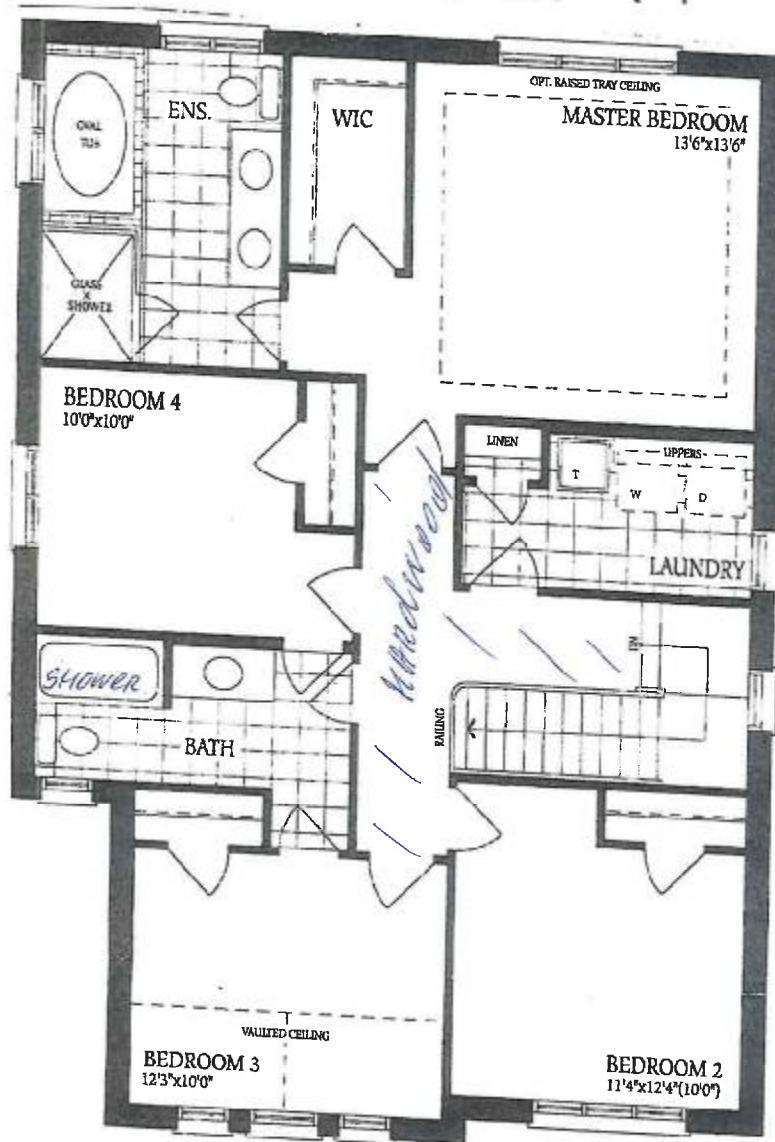 OPT. RAISED TRAY CEILING
ENS.
WIC
MASTER BEDROOM
13'6"x13'6"
OVAL
TUB
GLASS
SHOWER
BEDROOM 4
10'0"x10'0"
LINEN
UPPERS
T
W
D
LAUNDRY
HARDWOOD
DN
SHOWER
RAILING
BATH
VAULTED CEILING
BEDROOM 3
12'3"x10'0"
BEDROOM 2
11'4"x12'4"(10'0")